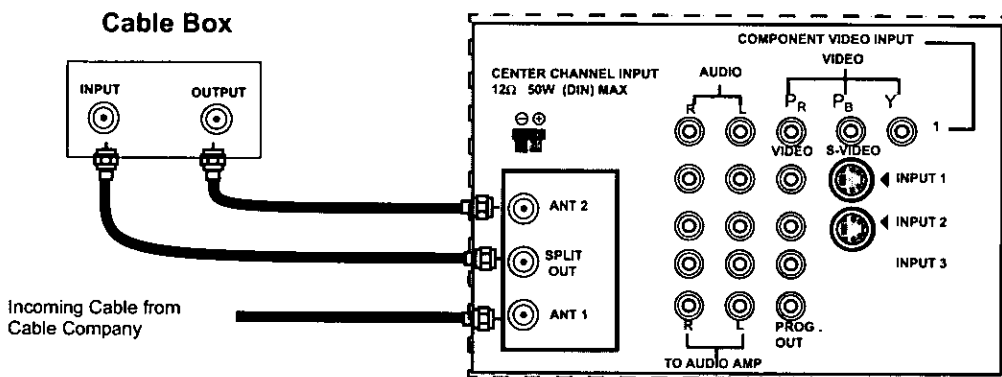 Cable Box
INPUT
OUTPUT
Incoming Cable from
Cable Company
CENTER CHANNEL INPUT
12Ω 50W (DIN) MAX
⊖ ⊕
ANT 2
SPLIT
OUT
ANT 1
COMPONENT VIDEO INPUT
AUDIO
VIDEO
R
L
PR
PB
Y
1
VIDEO
S-VIDEO
INPUT 1
INPUT 2
INPUT 3
R
L
PROG.
OUT
TO AUDIO AMP